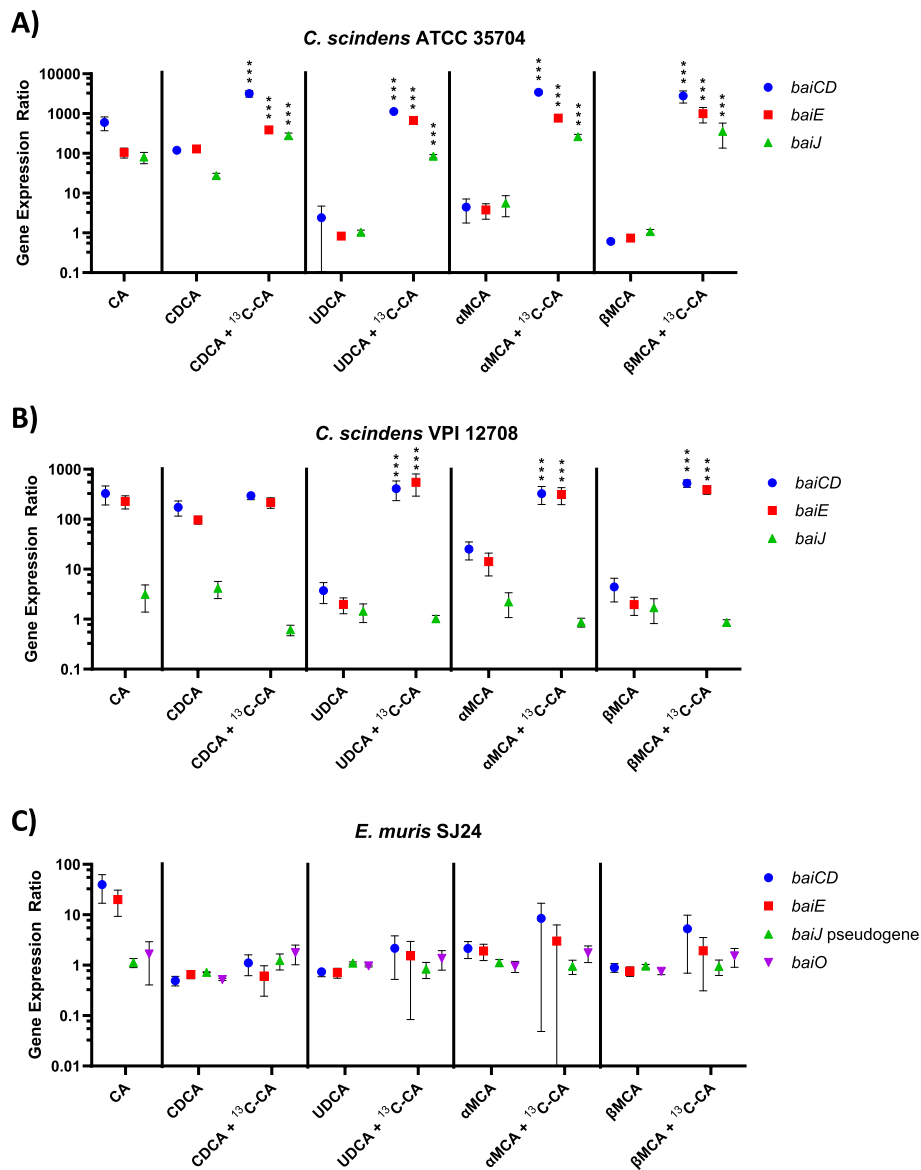 A)
C. scindens ATCC 35704
Gene Expression Ratio
10000
1000
100
10
1
0.1
*** *** *** *** *** *** *** *** *** *** *** ***
baiCD
baiE
baiJ
CA
CDCA
CDCA + ¹³C-CA
UDCA
UDCA + ¹³C-CA
αMCA
αMCA + ¹³C-CA
βMCA
βMCA + ¹³C-CA
B)
C. scindens VPI 12708
Gene Expression Ratio
1000
100
10
1
0.1
*** *** *** *** *** ***
baiCD
baiE
baiJ
CA
CDCA
CDCA + ¹³C-CA
UDCA
UDCA + ¹³C-CA
αMCA
αMCA + ¹³C-CA
βMCA
βMCA + ¹³C-CA
C)
E. muris SJ24
Gene Expression Ratio
100
10
1
0.1
0.01
baiCD
baiE
baiJ pseudogene
baiO
CA
CDCA
CDCA + ¹³C-CA
UDCA
UDCA + ¹³C-CA
αMCA
αMCA + ¹³C-CA
βMCA
βMCA + ¹³C-CA